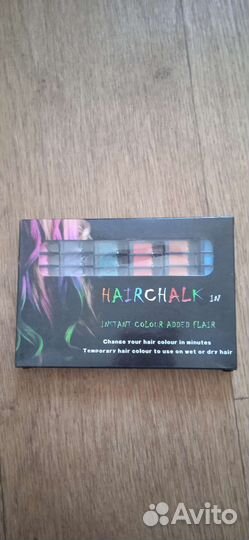 HAIRCHALK IN
INSTANT COLOUR ADDED FLAIR
Change your hair colour in minutes
Temporary hair colour to use on wet or dry hair
Avito